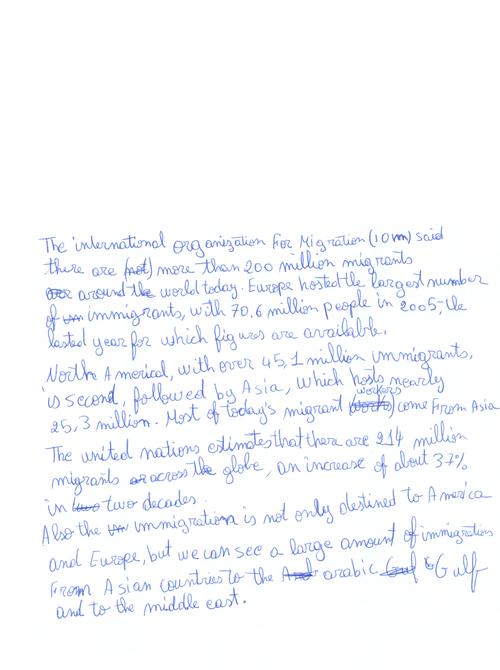 The international organization For Migration (10m) said
there are (not) more than 200 million migrants
around the world today. Europe hosted the largest number
of immigrants, with 70,6 million people in 2005, the
lasted year for which figures are available.
Northe Americal, with over 45,1 million immigrants,
is second, followed by Asia, which hosts nearly
25,3 million. Most of today's migrant workers come From Asia
The united nations estimates that there are 214 million
migrants across the globe, an increase of about 37%
in two decades.
Also the immigration is not only destined to America
and Europe, but we can see a large amount of immigration
From Asian countries to the arabic Gulf
and to the middle east.